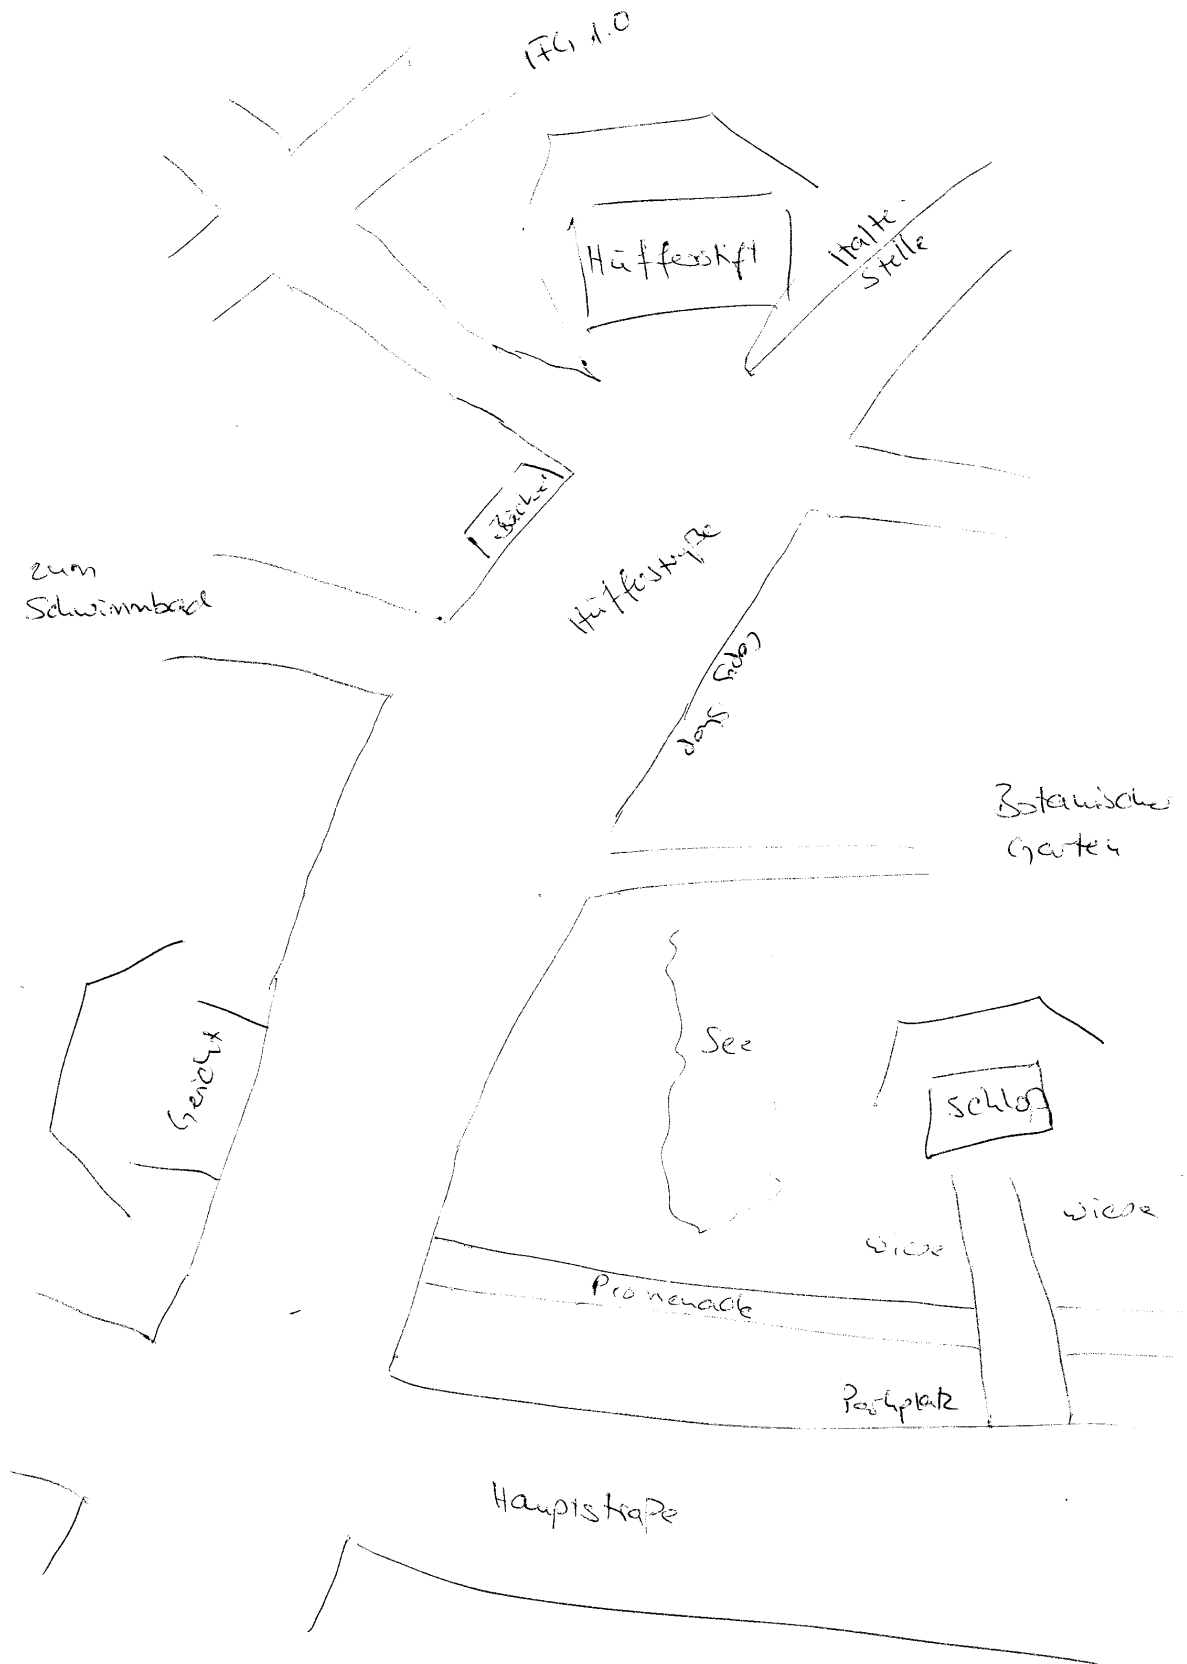 IFG 1.0
Hüfferstift
Halte-
stelle
Bäcker
Hüfferstraße
zum
Schwimmbad
Copy
Shop
Botanischer
Garten
See
Gericht
Schloß
wiese
wiese
Promenade
Parkplatz
Hauptstraße